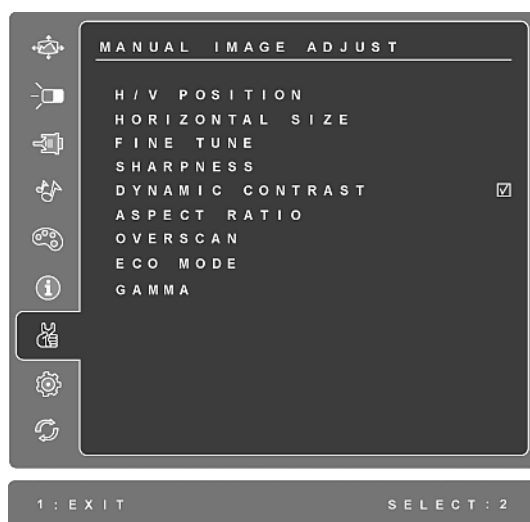 MANUAL IMAGE ADJUST
H/V POSITION
HORIZONTAL SIZE
FINE TUNE
SHARPNESS
DYNAMIC CONTRAST
ASPECT RATIO
OVERSCAN
ECO MODE
GAMMA
1:EXIT SELECT:2